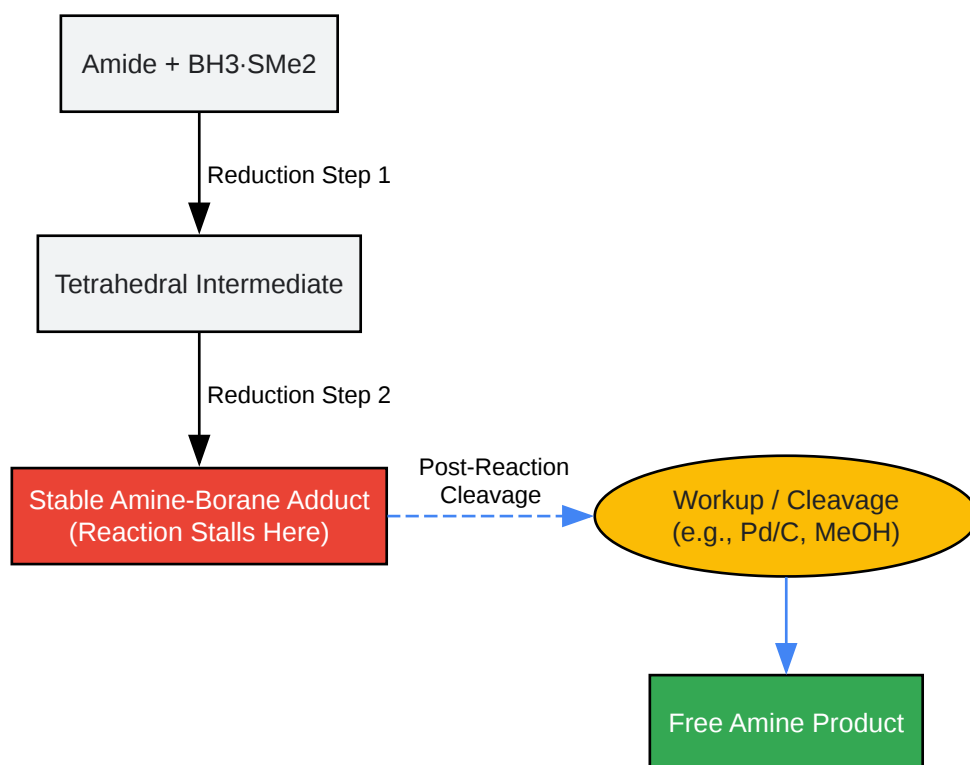 Amide + BH3·SMe2
Reduction Step 1
Tetrahedral Intermediate
Reduction Step 2
Stable Amine-Borane Adduct
(Reaction Stalls Here)
Post-Reaction
Cleavage
Workup / Cleavage
(e.g., Pd/C, MeOH)
Free Amine Product